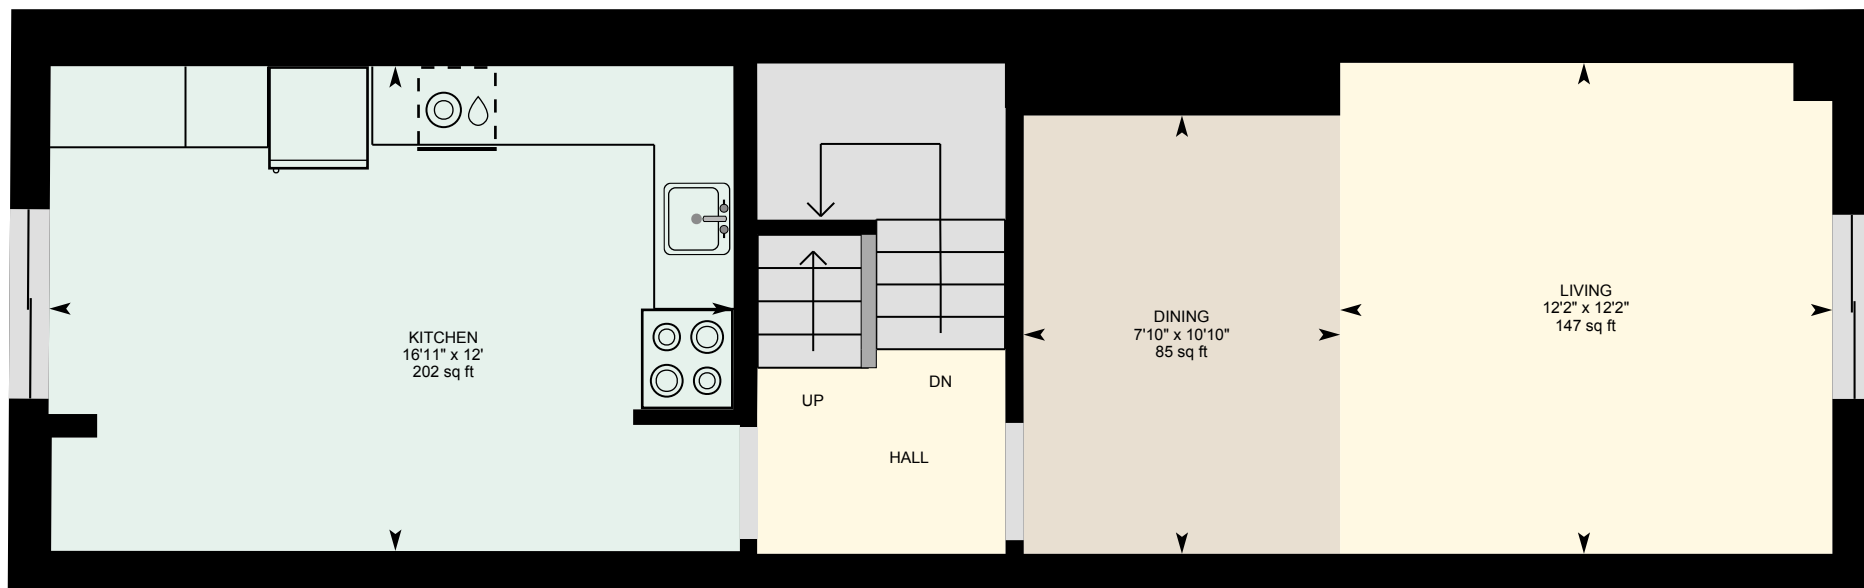 KITCHEN
16'11" x 12'
202 sq ft
UP
DN
HALL
DINING
7'10" x 10'10"
85 sq ft
LIVING
12'2" x 12'2"
147 sq ft